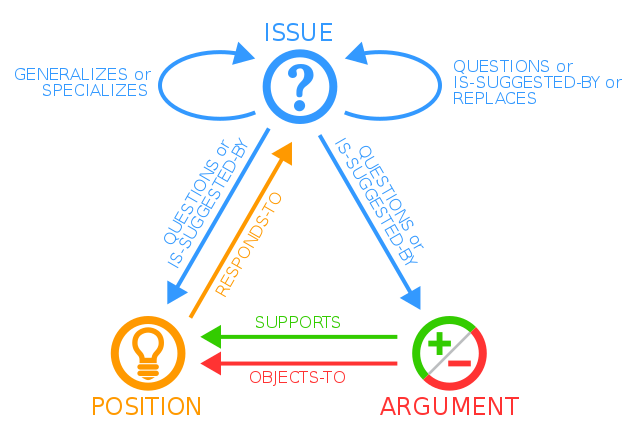 ISSUE
GENERALIZES or
SPECIALIZES
?
QUESTIONS or
IS-SUGGESTED-BY or
REPLACES
QUESTIONS or
IS-SUGGESTED-BY
RESPONDS-TO
QUESTIONS or
IS-SUGGESTED-BY
SUPPORTS
+
−
OBJECTS-TO
POSITION
ARGUMENT